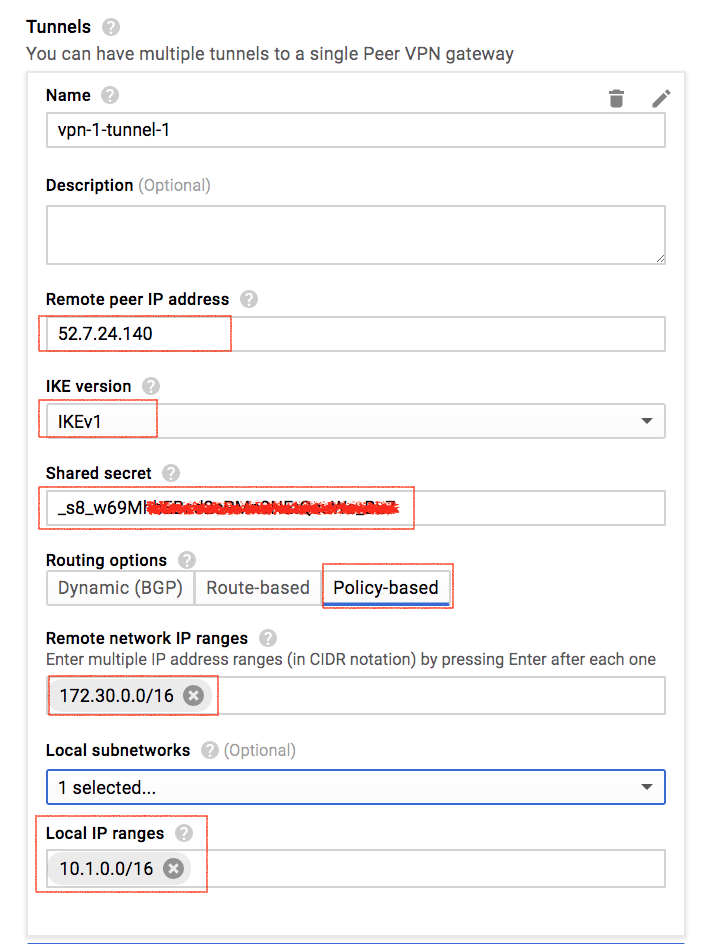 Tunnels ?
You can have multiple tunnels to a single Peer VPN gateway
Name ?
vpn-1-tunnel-1
Description (Optional)
Remote peer IP address ?
52.7.24.140
IKE version ?
IKEv1
Shared secret ?
Routing options ?
Dynamic (BGP) Route-based Policy-based
Remote network IP ranges ?
Enter multiple IP address ranges (in CIDR notation) by pressing Enter after each one
172.30.0.0/16
Local subnetworks ? (Optional)
1 selected...
Local IP ranges ?
10.1.0.0/16